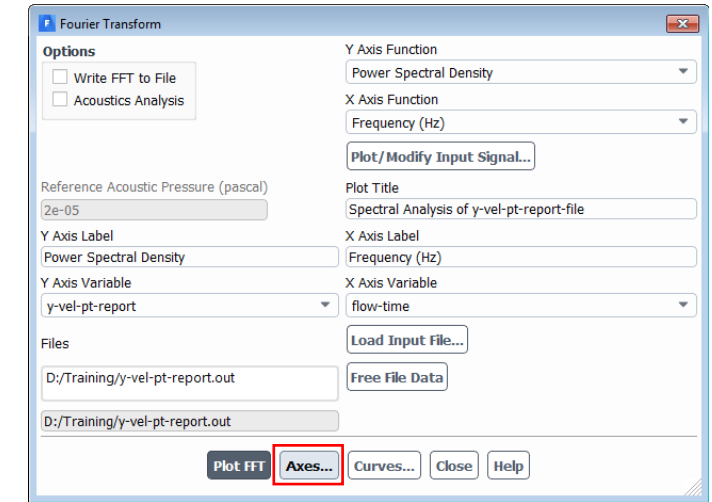 Fourier Transform
Options
Write FFT to File
Acoustics Analysis
Y Axis Function
Power Spectral Density
X Axis Function
Frequency (Hz)
Plot/Modify Input Signal...
Reference Acoustic Pressure (pascal)
2e-05
Plot Title
Spectral Analysis of y-vel-pt-report-file
Y Axis Label
Power Spectral Density
X Axis Label
Frequency (Hz)
Y Axis Variable
y-vel-pt-report
X Axis Variable
flow-time
Files
Load Input File...
D:/Training/y-vel-pt-report.out
Free File Data
D:/Training/y-vel-pt-report.out
Plot FFT Axes... Curves... Close Help